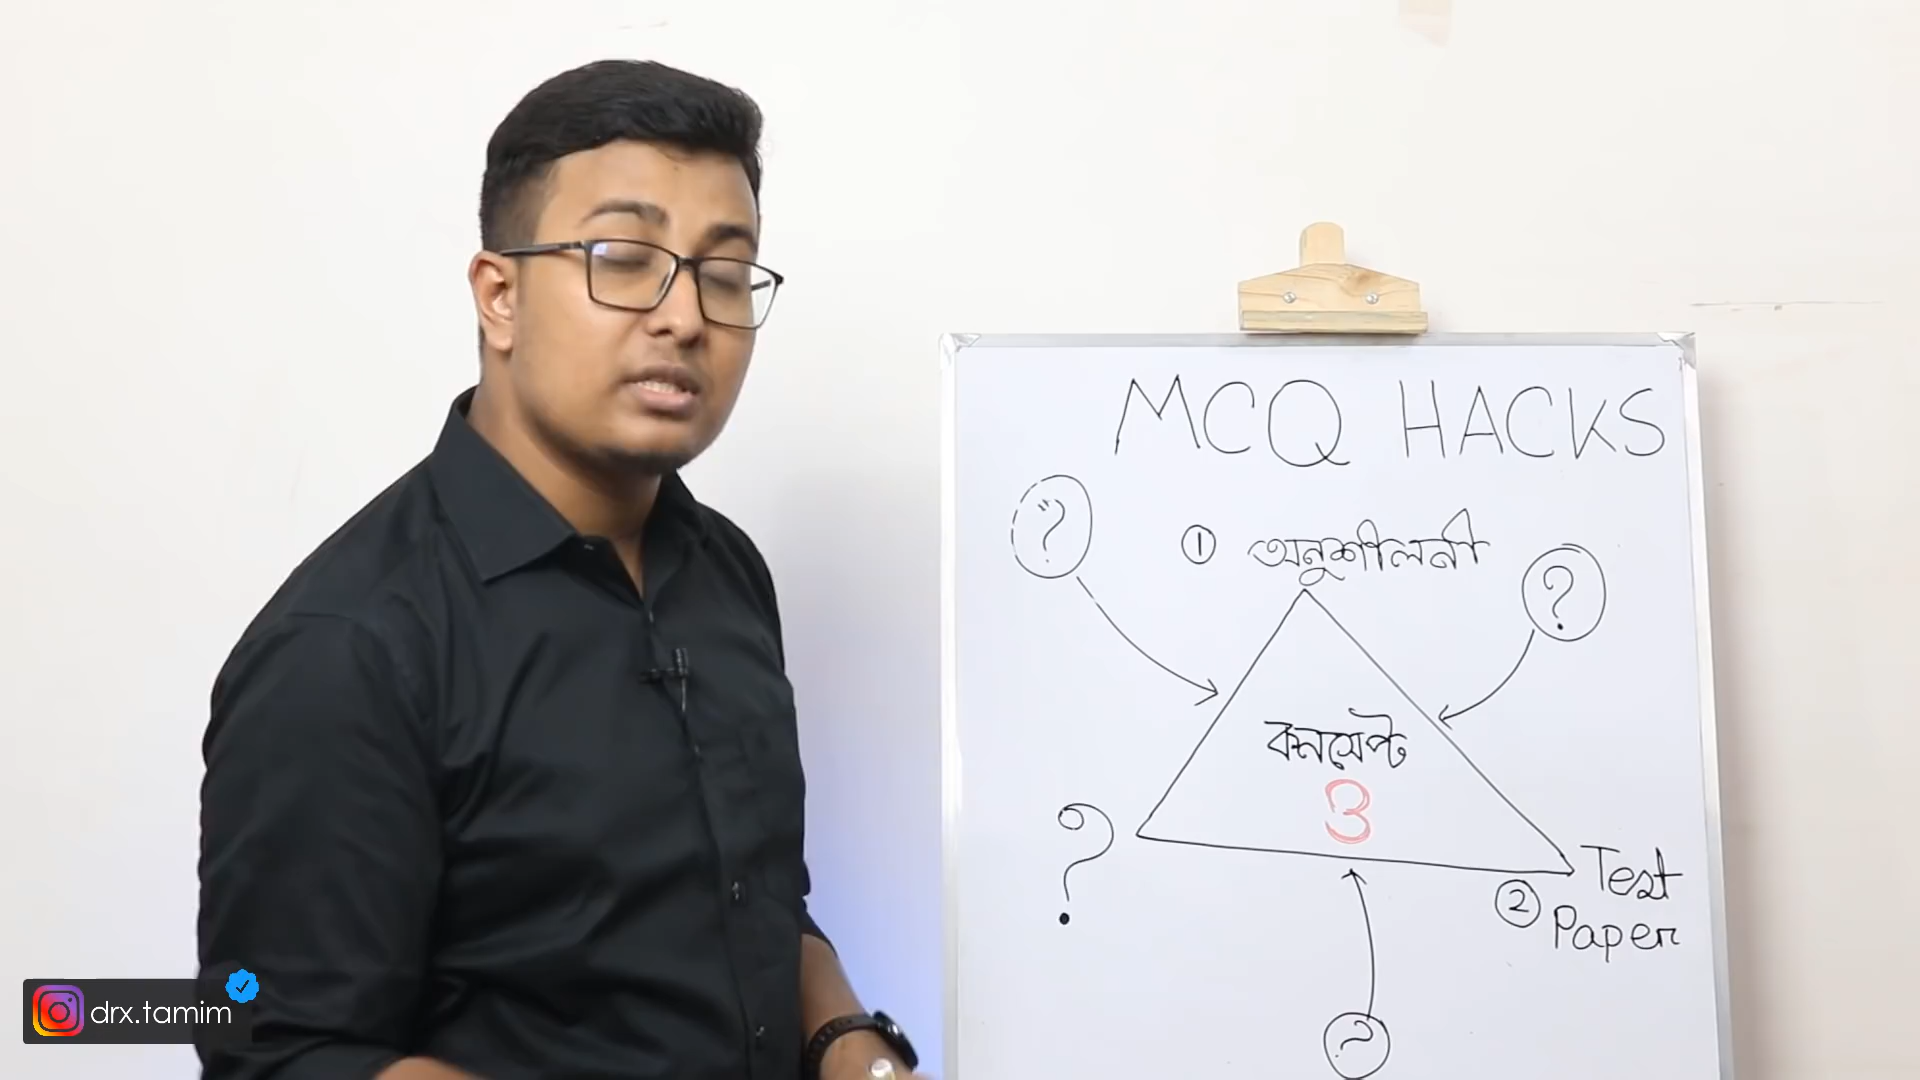 MCQ HACKS
?
① অনুশীলনী
?
কনসেপ্ট
3
?
② Test
Paper
?
drx.tamim